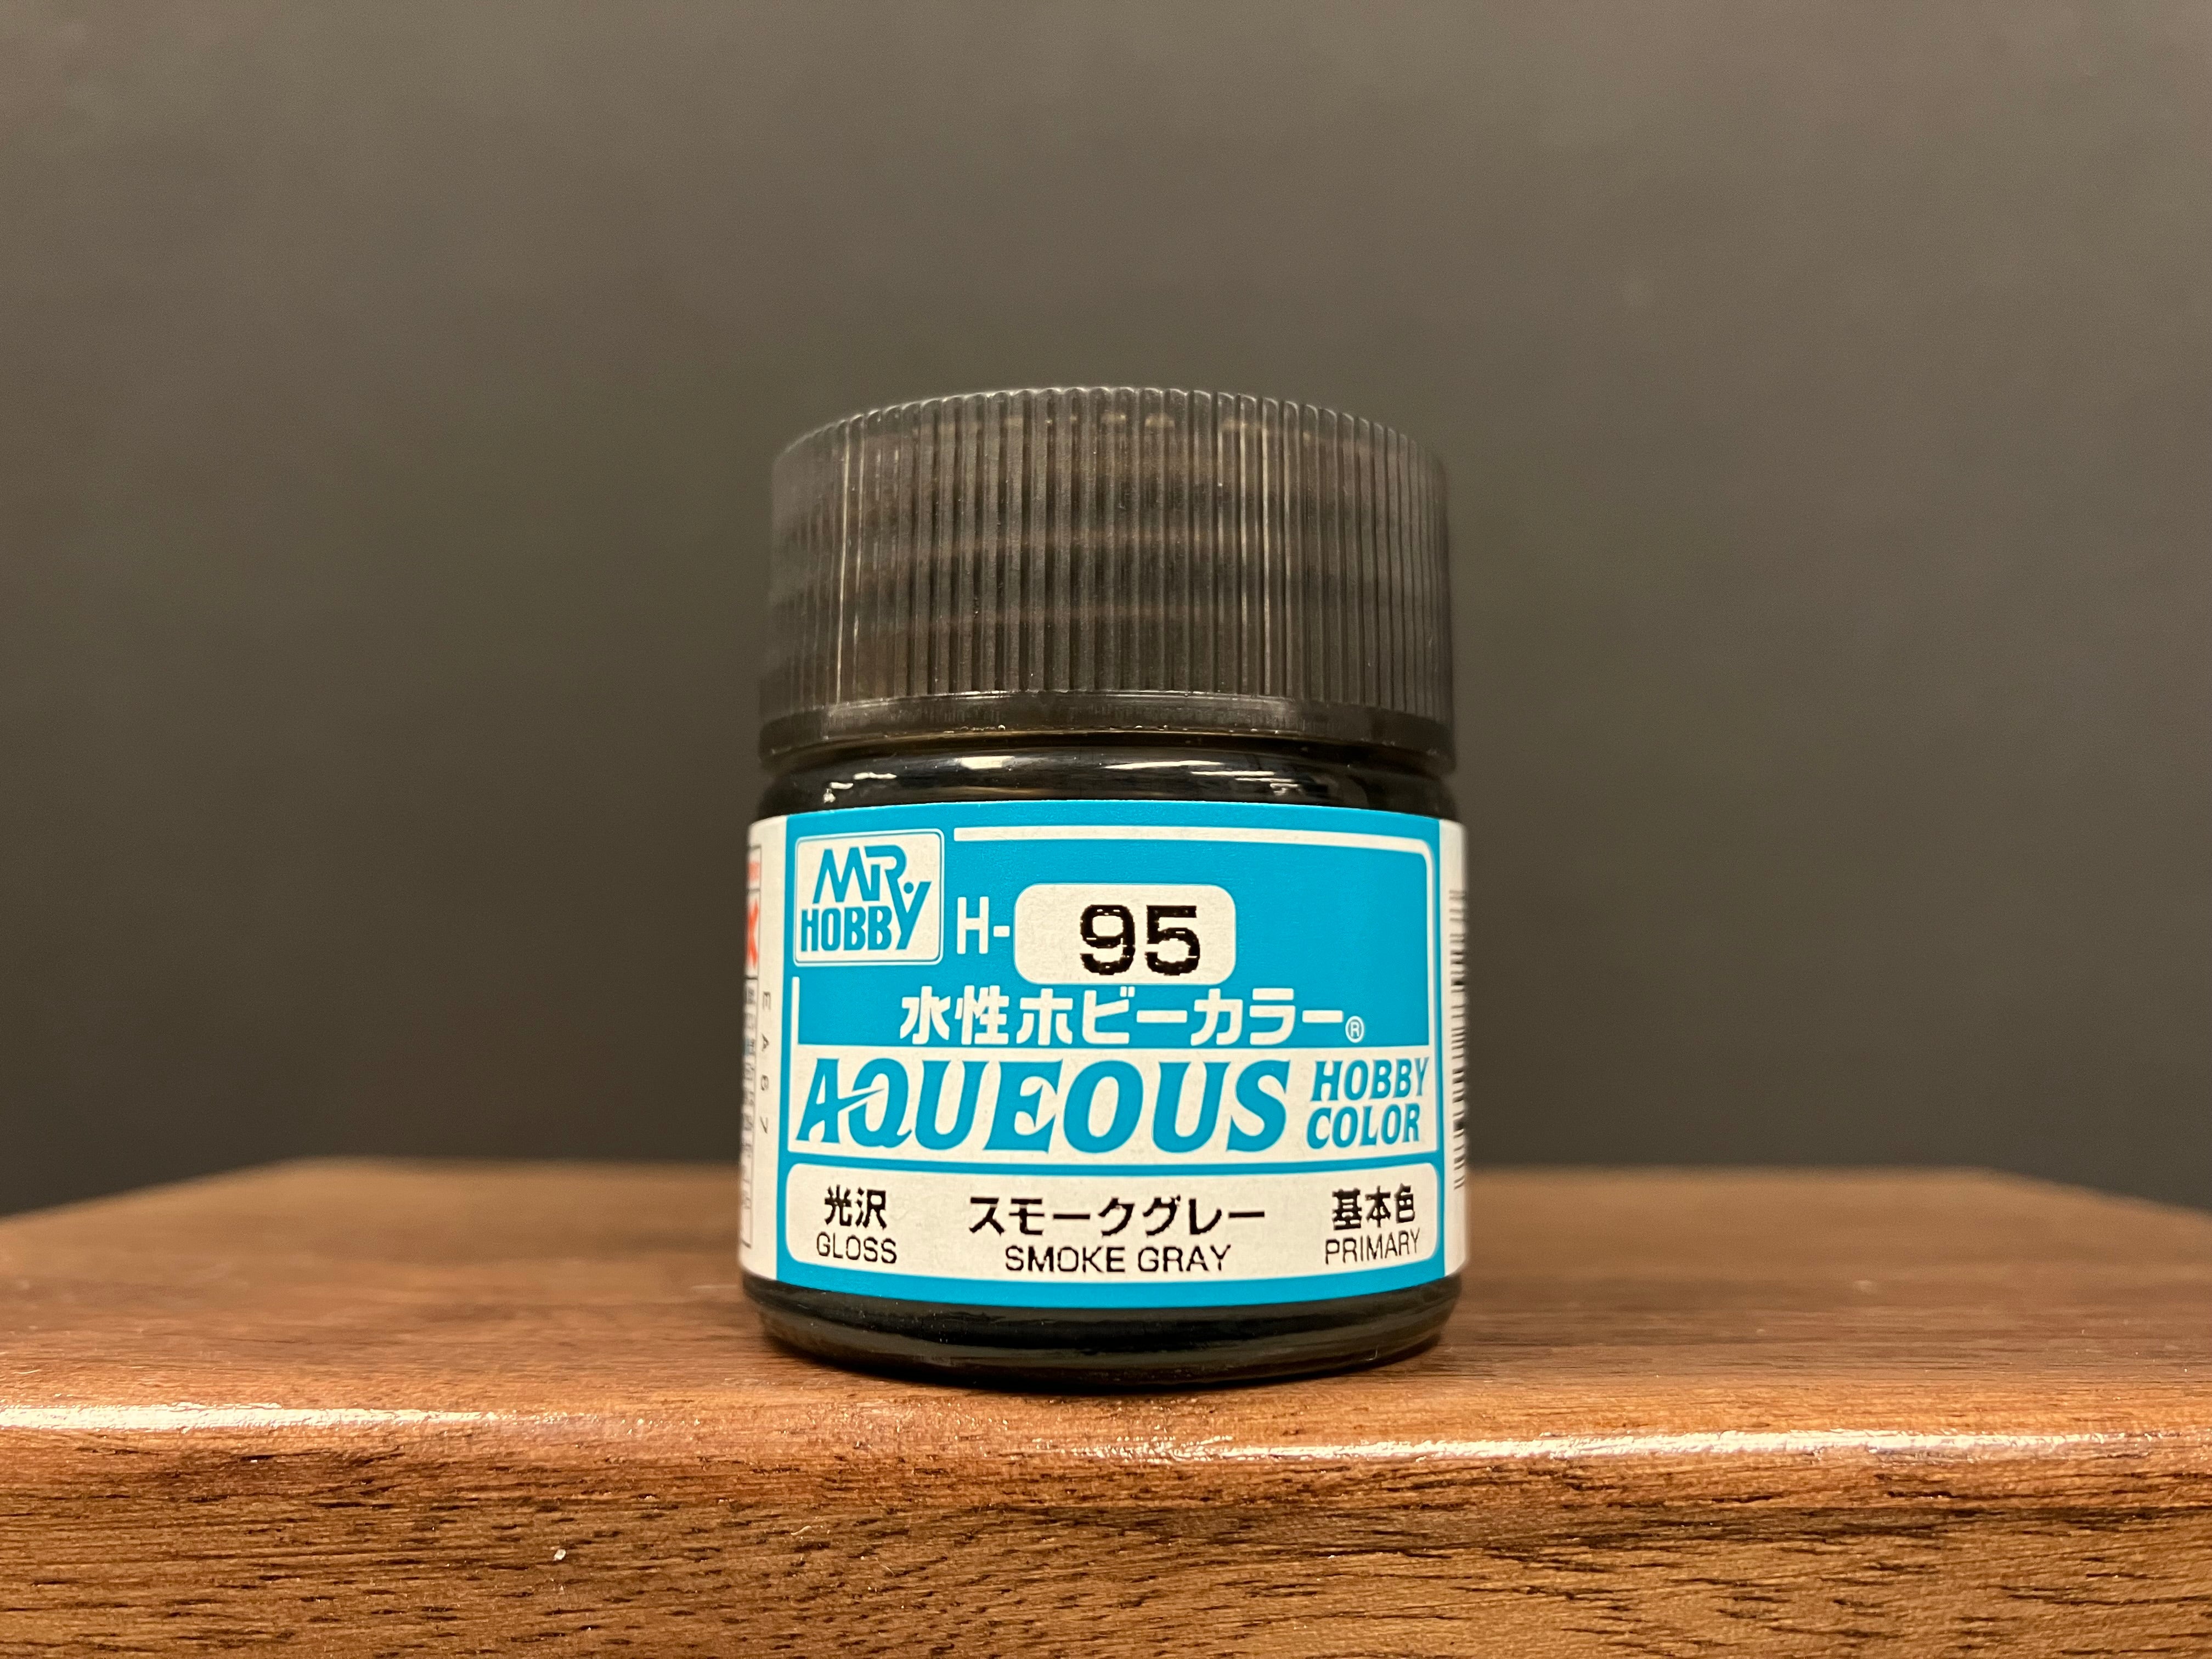 MR. HOBBY
H-95
水性ホビーカラー®
AQUEOUS HOBBY COLOR
光沢 スモークグレー 基本色
GLOSS SMOKE GRAY PRIMARY
EA67